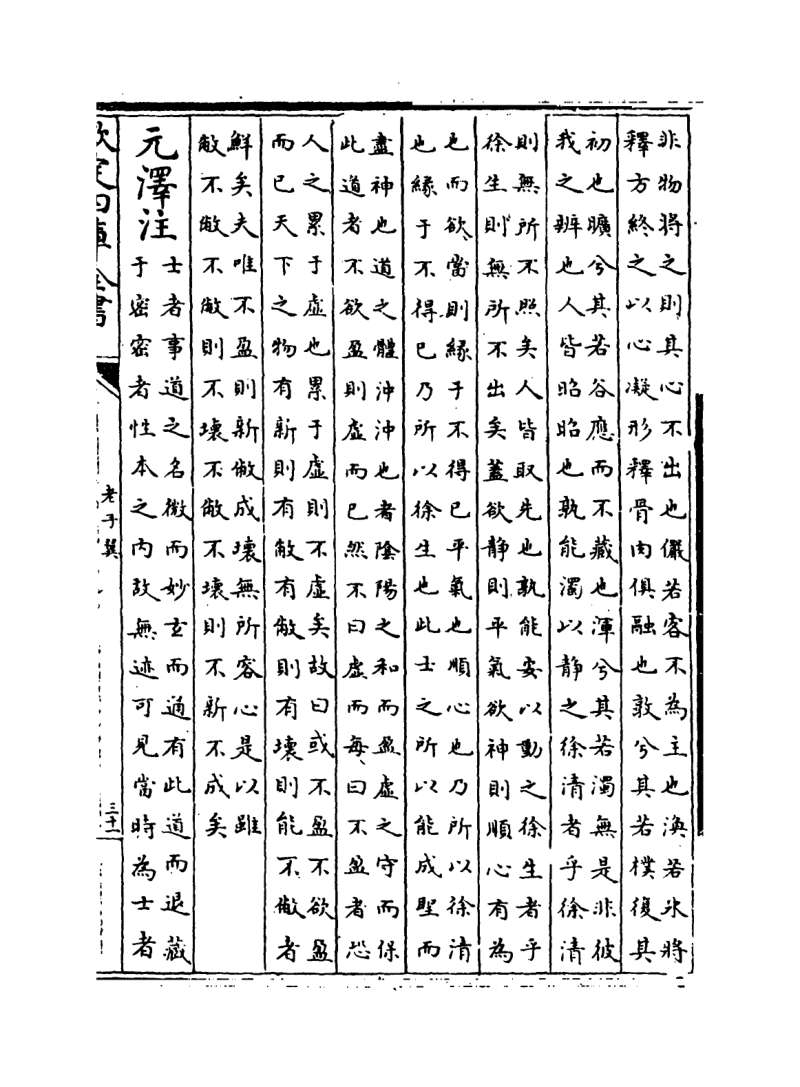 非物將之則其心不出也儼若客不為主也渙若氷將
釋方終之以心凝形釋骨肉俱融也敦兮其若樸復其
初也曠兮其若谷應而不藏也渾兮其若濁無是非彼
我之辨也人皆昭昭也孰能濁以静之徐清者乎徐清
則無所不照矣人皆取先也孰能安以動之徐生者乎
徐生則無所不出矣蓋欲静則平氣欲神則順心有為
也而欲當則緣于不得已平氣也順心也乃所以徐清
也緣于不得已乃所以徐生也此士之所以能成聖而
盡神也道之體沖沖也者陰陽之和而盈虛之守而保
此道者不欲盈則虛而已然不曰虛而每曰不盈者恐
人之累于虛也累于虛則不虛矣故曰或不盈不欲盈
而已天下之物有新則有敝有敝則有壞則能不敝者
鮮矣夫唯不盈則新敝成壞無所容心是以雖
敝不敝不敝則不壞不敝不壞則不新不成矣
元澤注
士者事道之名微而妙𤣥而通有此道而退藏
于密密者性本之内故無迹可見當時為士者
欽定四庫全書
老子翼
三十一